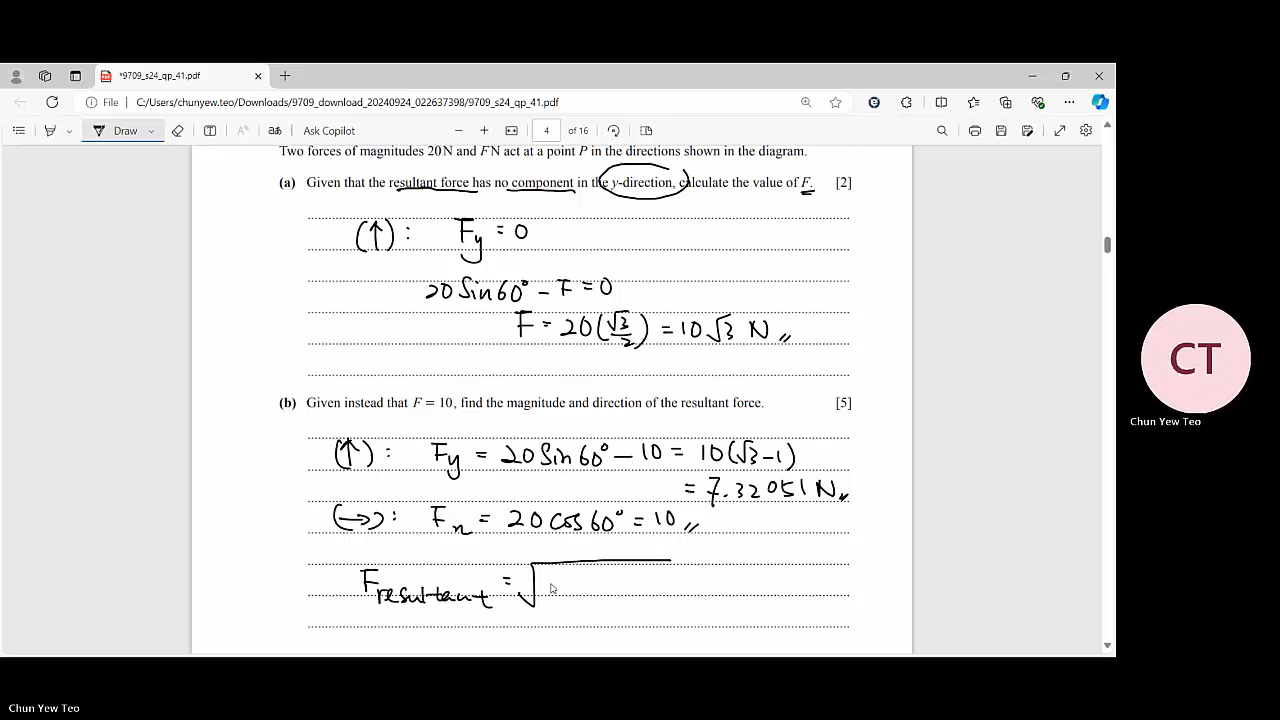 *9709_s24_qp_41.pdf
File C:/Users/chunyew.teo/Downloads/9709_download_20240924_022637398/9709_s24_qp_41.pdf
Draw Ask Copilot 4 of 16
Two forces of magnitudes 20 N and F N act at a point P in the directions shown in the diagram.
(a) Given that the resultant force has no component in the y-direction, calculate the value of F. [2]
(↑) : Fy = 0
20 Sin 60° - F = 0
F = 20 (√3/2) = 10 √3 N
(b) Given instead that F = 10, find the magnitude and direction of the resultant force. [5]
(↑) : Fy = 20 Sin 60° - 10 = 10 (√3 - 1)
= 7.32051 N
(→) : Fx = 20 cos 60° = 10
Fresultant = √
CT
Chun Yew Teo
Chun Yew Teo